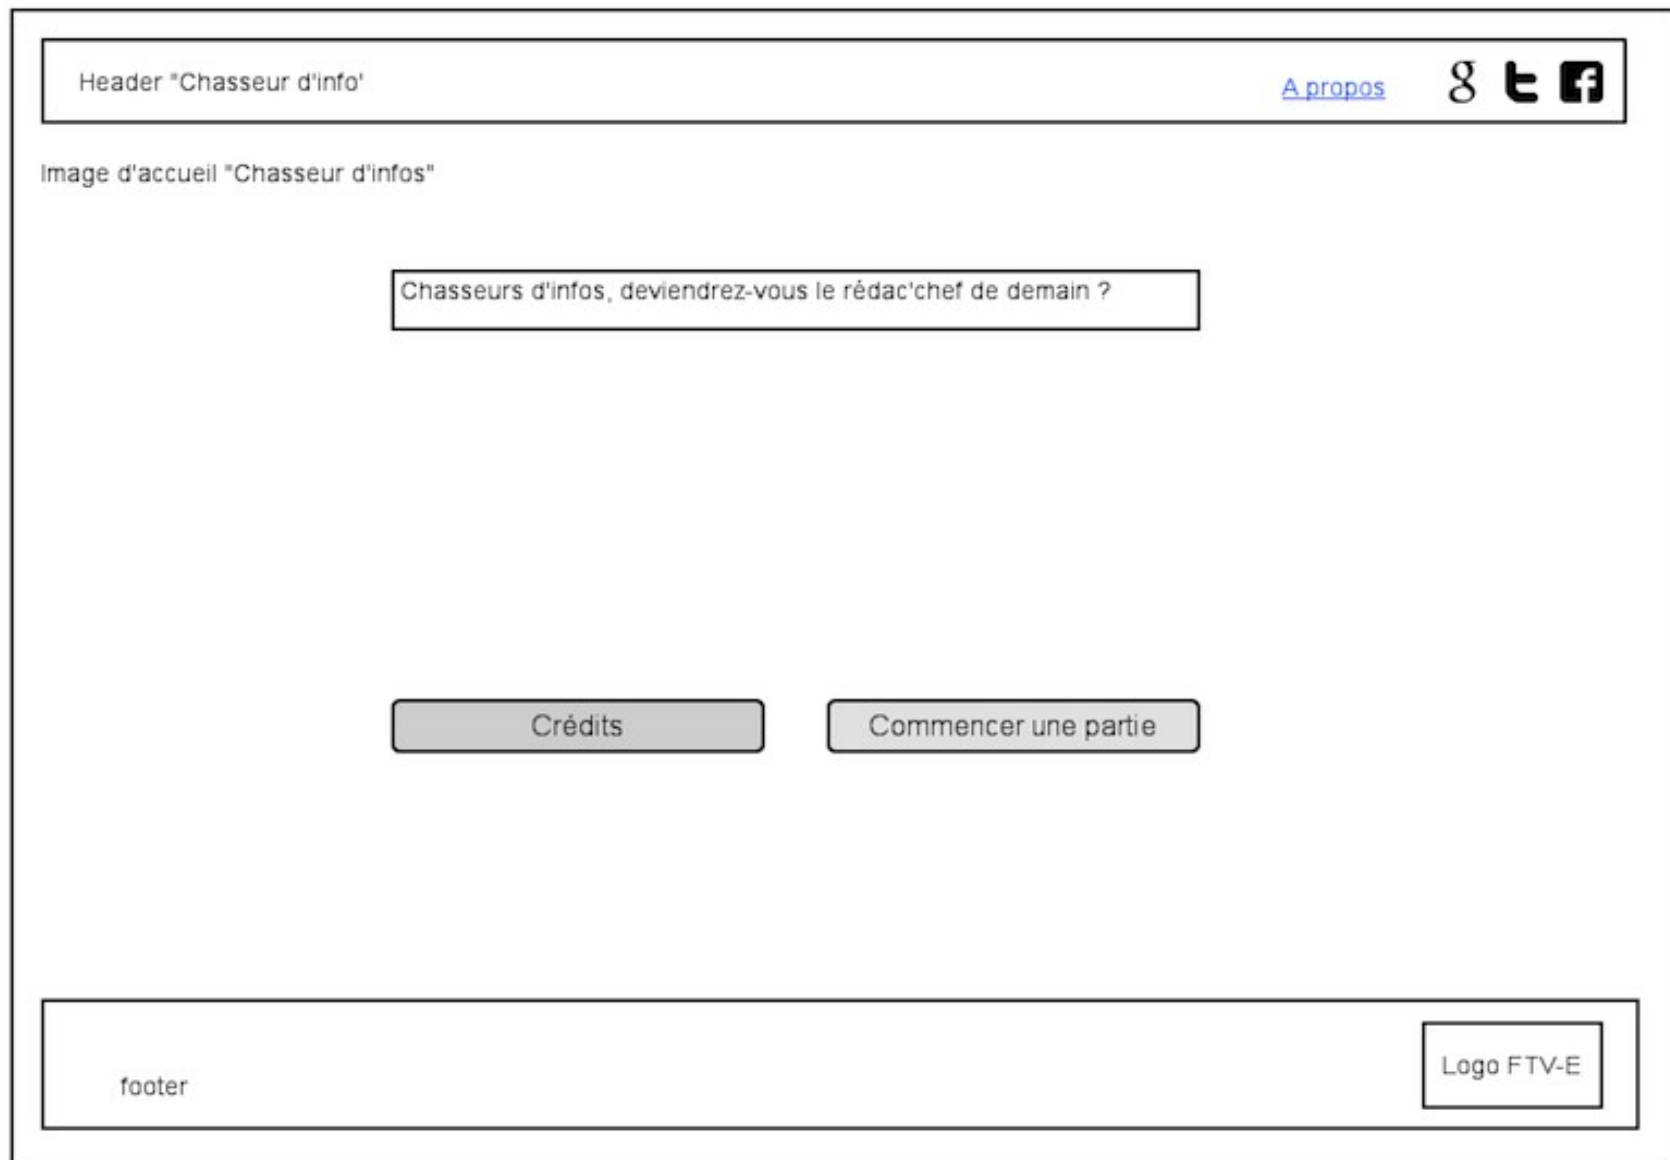 Header "Chasseur d'info'
A propos
Image d'accueil "Chasseur d'infos"
Chasseurs d'infos, deviendrez-vous le rédac'chef de demain ?
Crédits
Commencer une partie
footer
Logo FTV-E